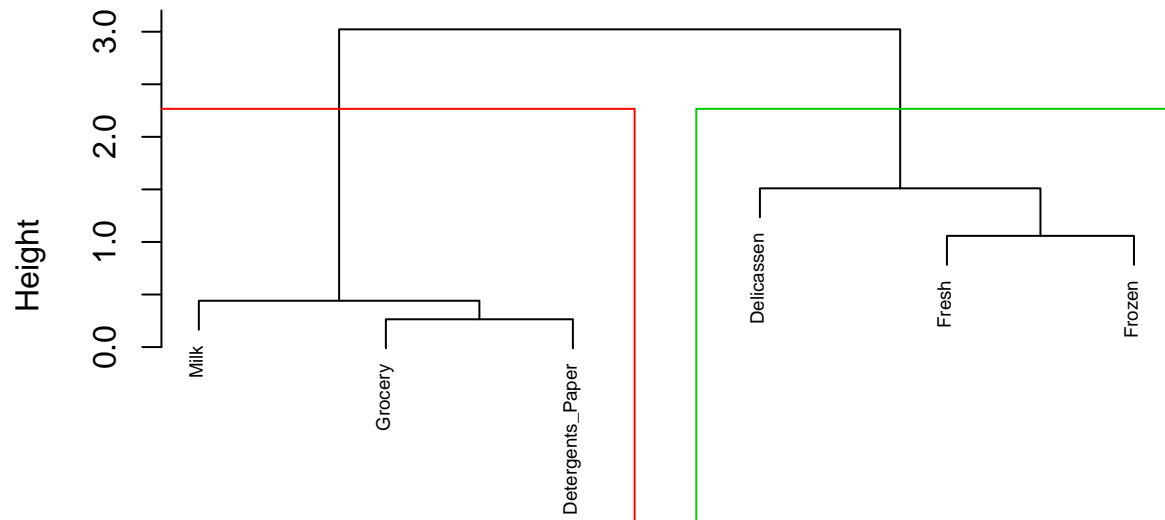 Height
3.0
2.0
1.0
0.0
Milk
Grocery
Detergents_Paper
Delicassen
Fresh
Frozen